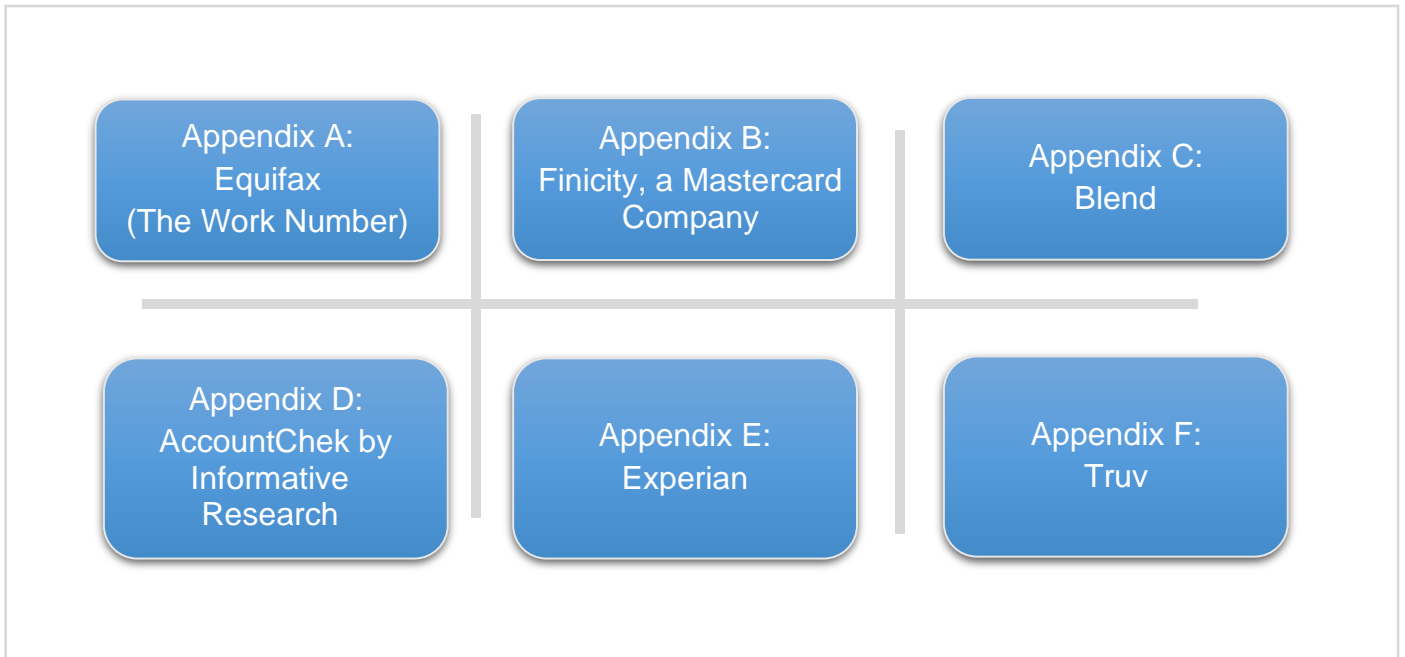 Appendix A:
Equifax
(The Work Number)
Appendix B:
Finicity, a Mastercard
Company
Appendix C:
Blend
Appendix D:
AccountChek by
Informative
Research
Appendix E:
Experian
Appendix F:
Truv